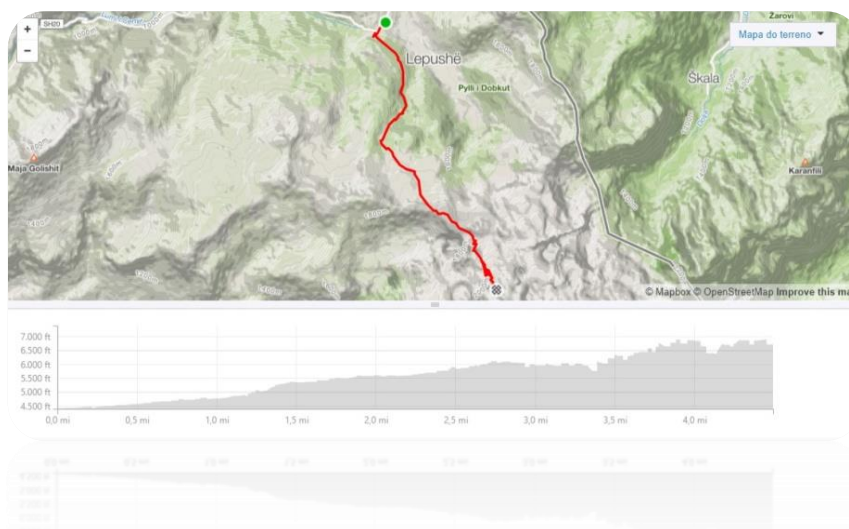 +
−
SH20
Zarovi
Mapa do terreno
Lepushë
Pylli i Dobkut
Škala
Maja Golishit
Karanfili
1800m
© Mapbox © OpenStreetMap Improve this ma
7.000 ft
6.500 ft
6.000 ft
5.500 ft
5.000 ft
4.500 ft
0,0 mi 0,5 mi 1,0 mi 1,5 mi 2,0 mi 2,5 mi 3,0 mi 3,5 mi 4,0 mi